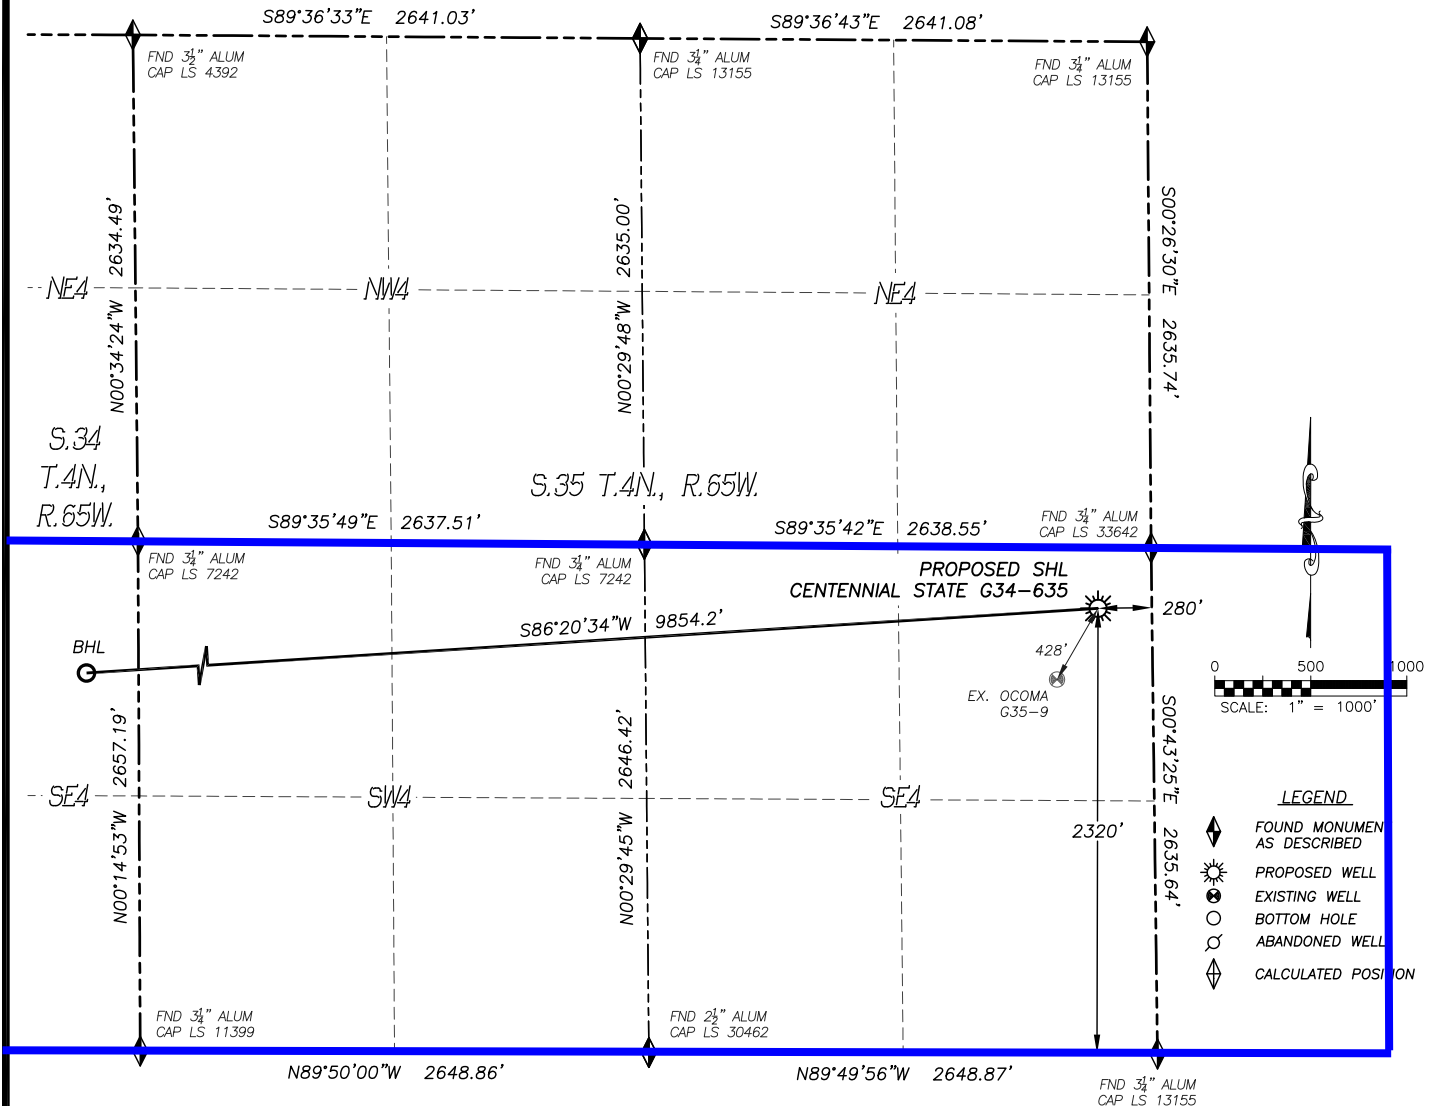 S89°36'33"E 2641.03'
S89°36'43"E 2641.08'
FND 3½" ALUM
CAP LS 4392
FND 3¼" ALUM
CAP LS 13155
FND 3¼" ALUM
CAP LS 13155
N00°34'24"W 2634.49'
N00°29'48"W 2635.00'
S00°26'30"E 2635.74'
NE4
NW4
NE4
S.34
T.4N.,
R.65W.
S.35 T.4N., R.65W.
S89°35'49"E 2637.51'
S89°35'42"E 2638.55'
FND 3¼" ALUM
CAP LS 33642
FND 3¼" ALUM
CAP LS 7242
FND 3¼" ALUM
CAP LS 7242
PROPOSED SHL
CENTENNIAL STATE G34-635
S86°20'34"W 9854.2'
280'
BHL
428'
EX. OCOMA
G35-9
0 500 1000
SCALE: 1" = 1000'
N00°14'53"W 2657.19'
N00°29'45"W 2646.42'
S00°43'25"E 2635.64'
SE4
SW4
SE4
2320'
LEGEND
FOUND MONUMEN
AS DESCRIBED
PROPOSED WELL
EXISTING WELL
BOTTOM HOLE
ABANDONED WELL
CALCULATED POSITION
FND 3¼" ALUM
CAP LS 11399
FND 2½" ALUM
CAP LS 30462
N89°50'00"W 2648.86'
N89°49'56"W 2648.87'
FND 3¼" ALUM
CAP LS 13155